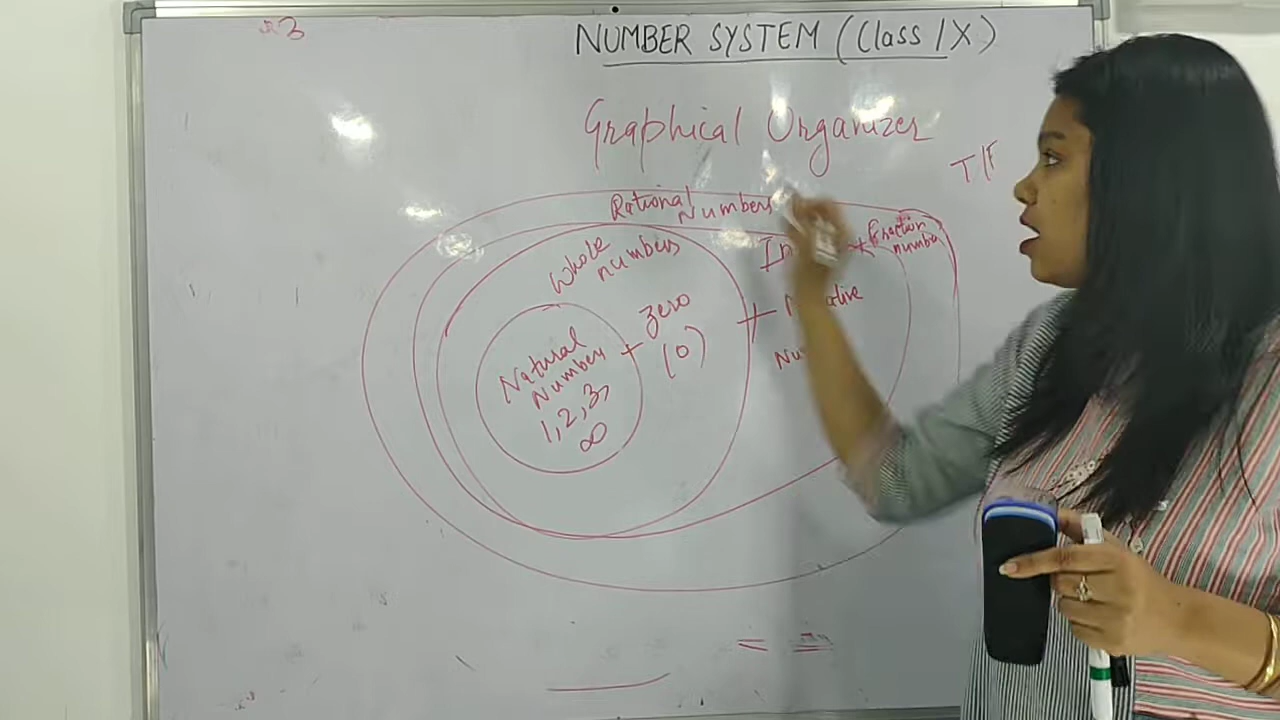 NUMBER SYSTEM (Class IX)
Graphical Organizer
T/F
Rational
Numbers
+ Fraction
number
Whole
numbers
Natural
Numbers
1, 2, 3,
∞
+ zero
(0)
+